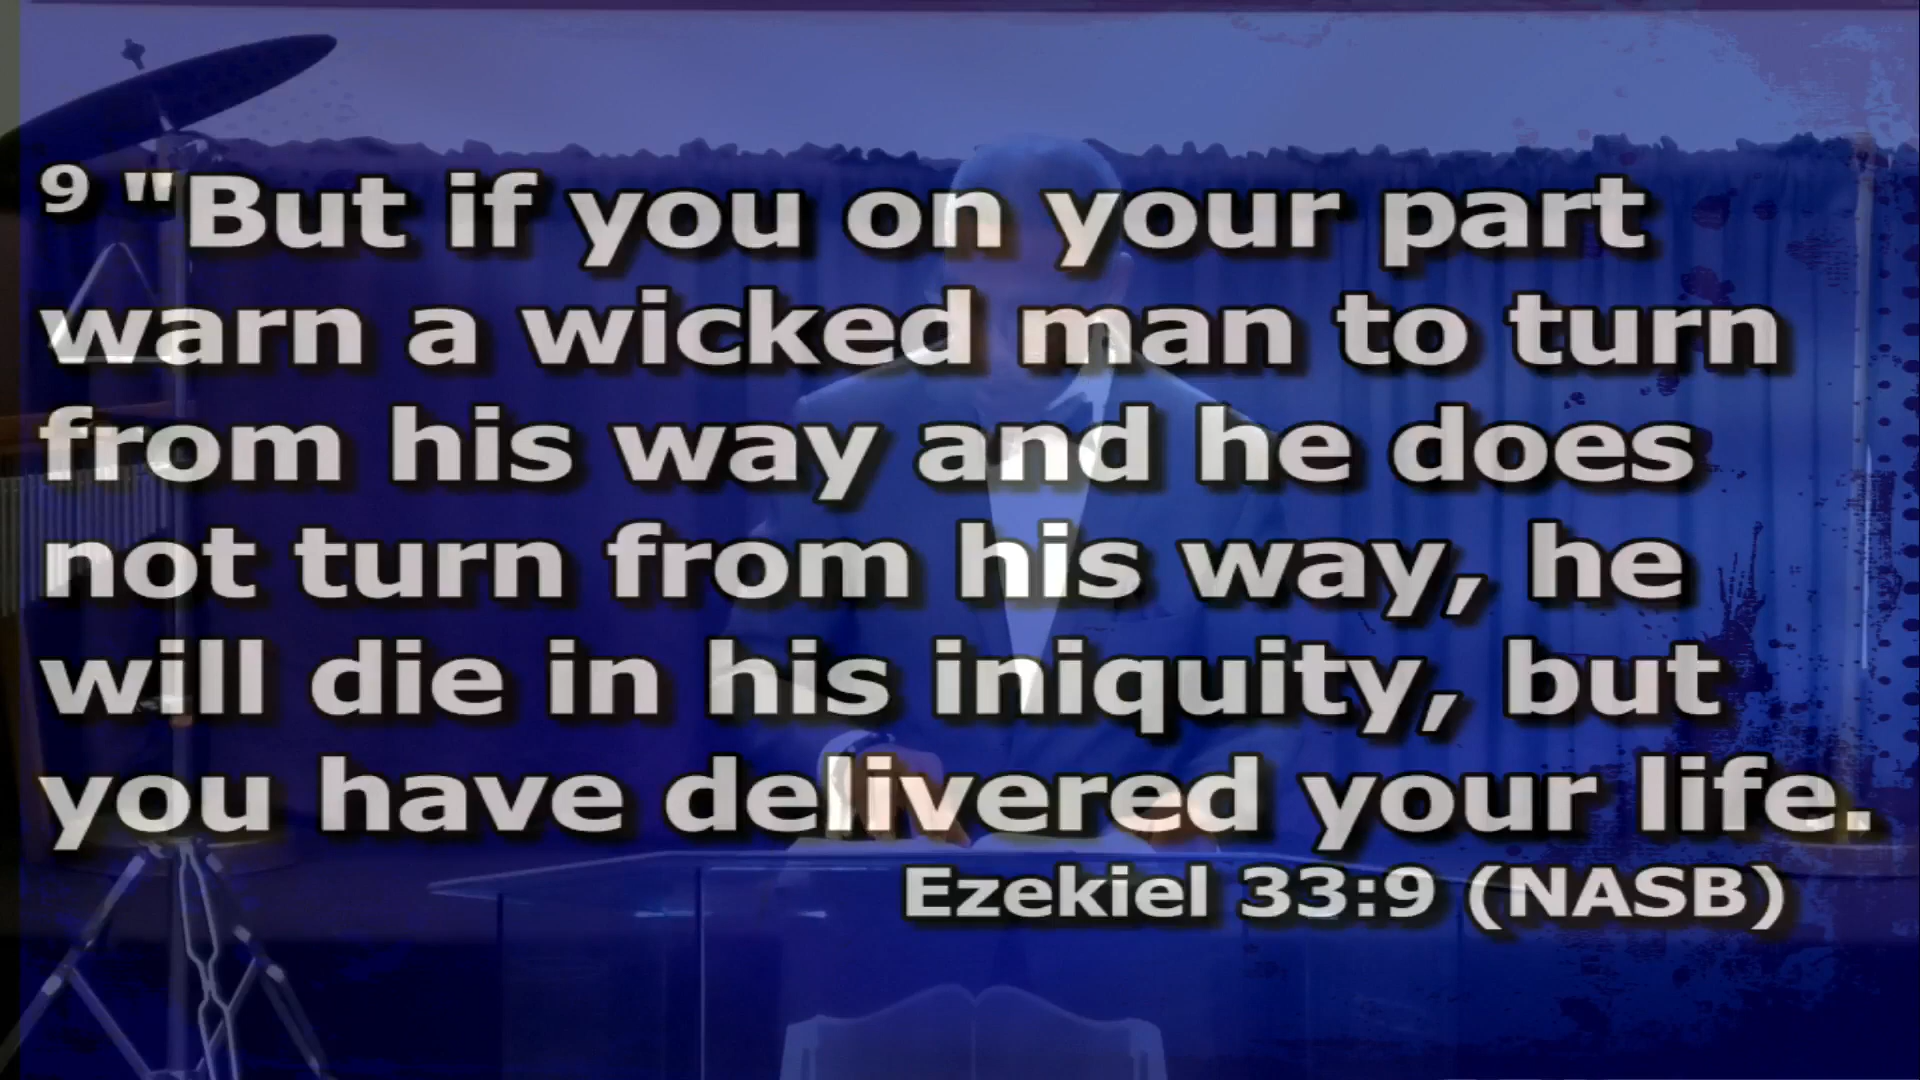 9 "But if you on your part
warn a wicked man to turn
from his way and he does
not turn from his way, he
will die in his iniquity, but
you have delivered your life.
Ezekiel 33:9 (NASB)